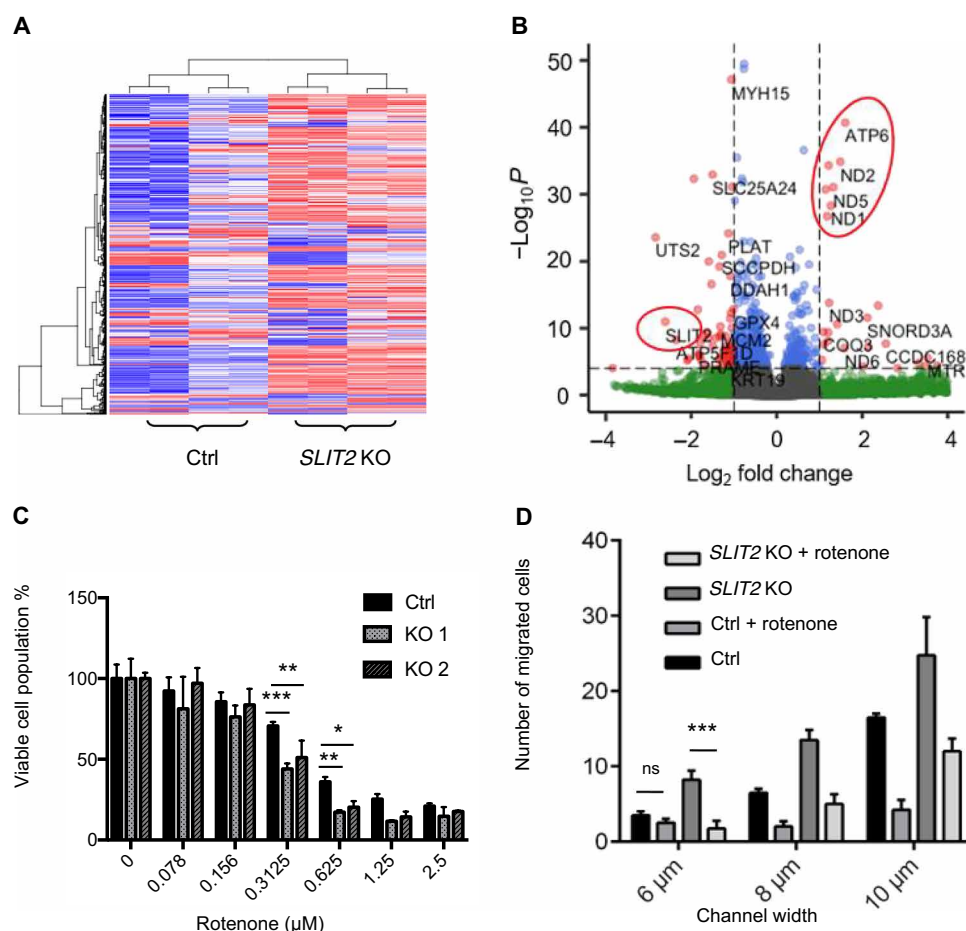 A
Ctrl
SLIT2 KO
B
50
40
30
20
10
0
−Log10P
MYH15
ATP6
SLC25A24
ND2
ND5
ND1
UTS2
PLAT
SCCPDH
DDAH1
ND3
SLIT2
GPX4
SNORD3A
MCM2
COQ3
ATP5F1D
ND6
CCDC168
PRAME
MTR
KRT19
−4
−2
0
2
4
Log2 fold change
C
Viable cell population %
150
100
50
0
Ctrl
KO 1
KO 2
**
***
*
**
0
0.078
0.156
0.3125
0.625
1.25
2.5
Rotenone (µM)
D
Number of migrated cells
40
30
20
10
0
SLIT2 KO + rotenone
SLIT2 KO
Ctrl + rotenone
Ctrl
***
ns
6 µm
8 µm
10 µm
Channel width